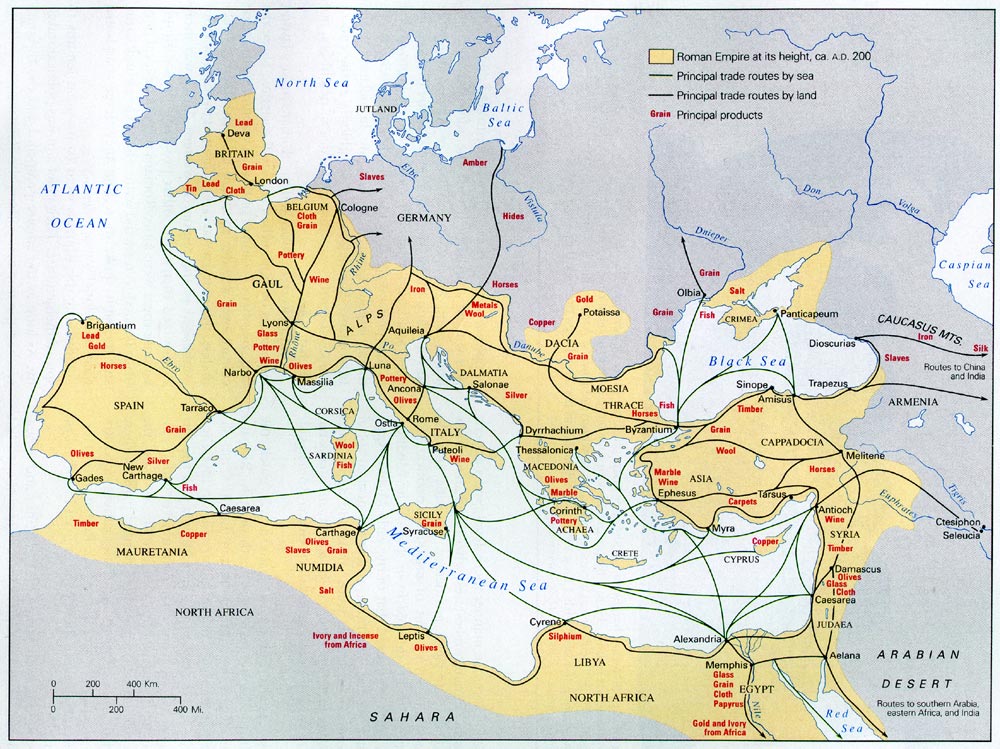 Roman Empire at its height, ca. A.D. 200
Principal trade routes by sea
Principal trade routes by land
Grain Principal products
North Sea
JUTLAND
Baltic
Sea
Lead
Deva
BRITAIN
Grain
Tin
Lead
Cloth
London
ATLANTIC
OCEAN
Slaves
Elbe
Amber
Vistula
Hides
Don
Volga
Dnieper
Caspian
Sea
BELGIUM
Cloth
Grain
Cologne
GERMANY
Pottery
Wine
Rhine
GAUL
Grain
Iron
Horses
Metals
Wool
Gold
Potaissa
Copper
DACIA
Grain
Grain
Olbia
Grain
Salt
Fish
CRIMEA
Panticapeum
CAUCASUS MTS.
Iron
Silk
Dioscurias
Slaves
Routes to China
and India
Brigantium
Lead
Gold
Horses
Ebro
Lyons
Glass
Pottery
Wine
Rhône
Olives
ALPS
Po
Aquileia
Danube
Narbo
Massilia
Luna
Pottery
Ancona
Olives
DALMATIA
Salonae
Silver
MOESIA
THRACE
Horses
Fish
Black Sea
Sinope
Amisus
Trapezus
Timber
ARMENIA
SPAIN
Tarraco
Grain
CORSICA
Ostia
Rome
ITALY
Puteoli
Wine
Dyrrhachium
Byzantium
Grain
Wool
CAPPADOCIA
Melitene
Horses
Wool
SARDINIA
Fish
Thessalonica
MACEDONIA
Olives
Marble
Marble
Wine
ASIA
Ephesus
Carpets
Tarsus
Euphrates
Tigris
Olives
Silver
New
Carthage
Gades
Fish
Caesarea
Timber
Copper
MAURETANIA
Carthage
Olives
Slaves
Grain
NUMIDIA
Salt
SICILY
Grain
Syracuse
Corinth
Pottery
ACHAEA
CRETE
Myra
Copper
CYPRUS
Antioch
Wine
SYRIA
Timber
Damascus
Olives
Glass
Cloth
Caesarea
JUDAEA
Ctesiphon
Seleucia
Mediterranean Sea
NORTH AFRICA
Ivory and Incense
from Africa
Leptis
Olives
Cyrene
Silphium
LIBYA
NORTH AFRICA
Alexandria
Memphis
Glass
Grain
Cloth
Papyrus
EGYPT
Nile
Gold and Ivory
from Africa
Aelana
ARABIAN
DESERT
Routes to southern Arabia,
eastern Africa, and India
Red
Sea
SAHARA
0 200 400 Km.
0 200 400 Mi.